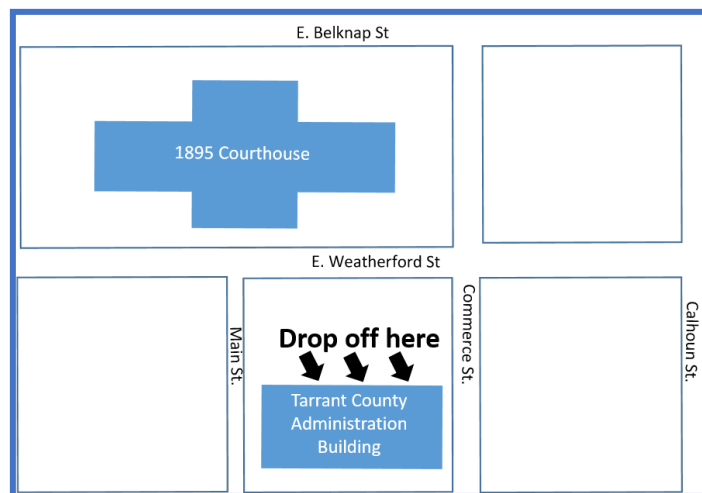 E. Belknap St
1895 Courthouse
E. Weatherford St
Main St.
Drop off here
Commerce St.
Calhoun St.
Tarrant County
Administration
Building